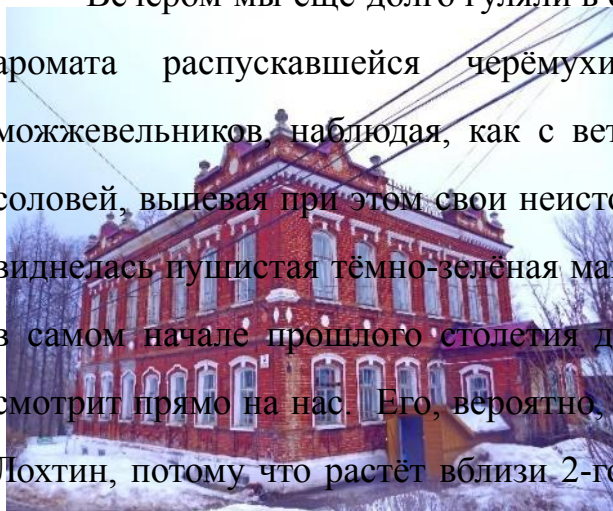 Вечером мы ещё долго гуляли в с
аромата распускавшейся черёмухи
можжевельников, наблюдая, как с вет
соловей, выпевая при этом свои неисто
виднелась пушистая тёмно-зелёная ма
в самом начале прошлого столетия д
смотрит прямо на нас. Его, вероятно,
Лохтин, потому что растёт вблизи 2-го